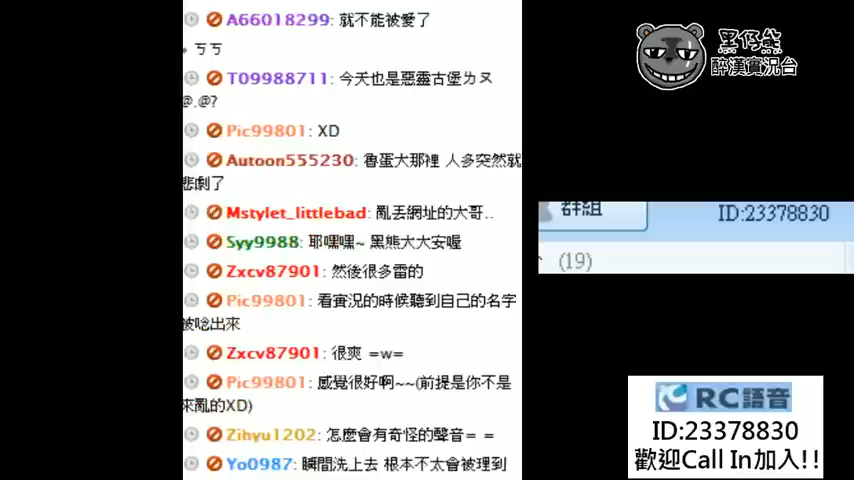 A66018299: 就不能被愛了
ㄎㄎ
T09988711: 今天也是惡靈古堡ㄌㄡ
@.@?
Pic99801: XD
Autoon555230: 魯蛋大那裡 人多突然就
悲劇了
Mstylet_littlebad: 亂丟網址的大哥..
Syy9988: 耶嘿嘿~ 黑熊大大安喔
Zxcv87901: 然後很多雷的
Pic99801: 看實況的時候聽到自己的名字
被唸出來
Zxcv87901: 很爽 =w=
Pic99801: 感覺很好啊~~(前提是你不是
來亂的XD)
Zihyu1202: 怎麼會有奇怪的聲音= =
Yo0987: 瞬間洗上去 根本不太會被理到
黑仔熊
醉漢實況台
群組
ID:23378830
(19)
RC語音
ID:23378830
歡迎Call In加入!!